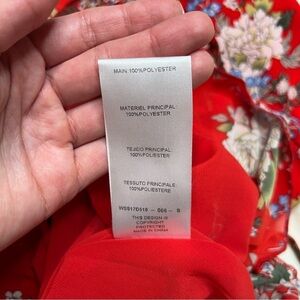 MAIN:100%POLYESTER
MATERIEL PRINCIPAL:
100%POLYESTER
TEJIDO PRINCIPAL:
100%POLYESTER
TESSUTO PRINCIPALE:
100%POLIESTERE
THIS DESIGN IS
COPYRIGHT
PROTECTED
MADE IN CHINA